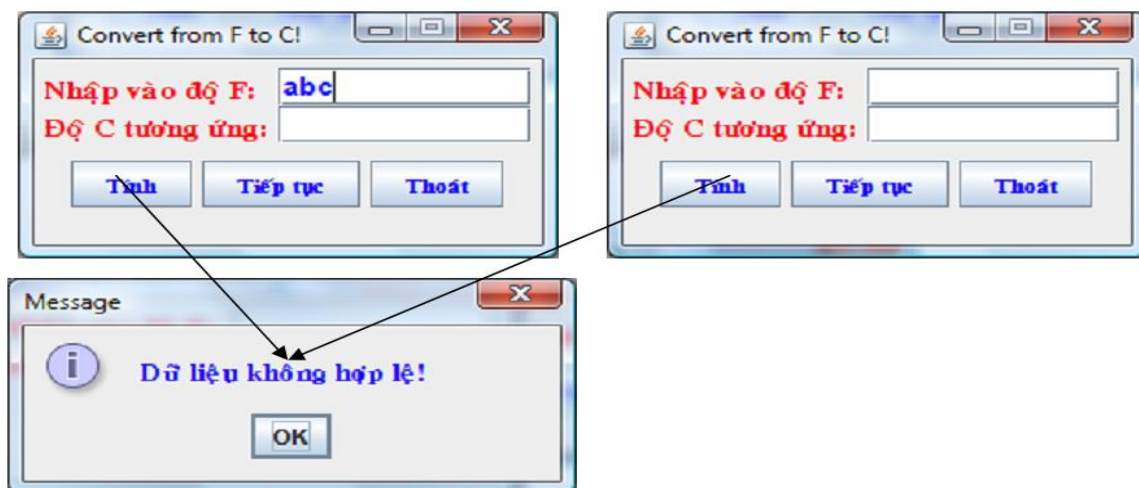 Convert from F to C!
Nhập vào độ F: abc
Độ C tương ứng:
Tính Tiếp tục Thoát
Convert from F to C!
Nhập vào độ F:
Độ C tương ứng:
Tính Tiếp tục Thoát
Message
Dữ liệu không hợp lệ!
OK